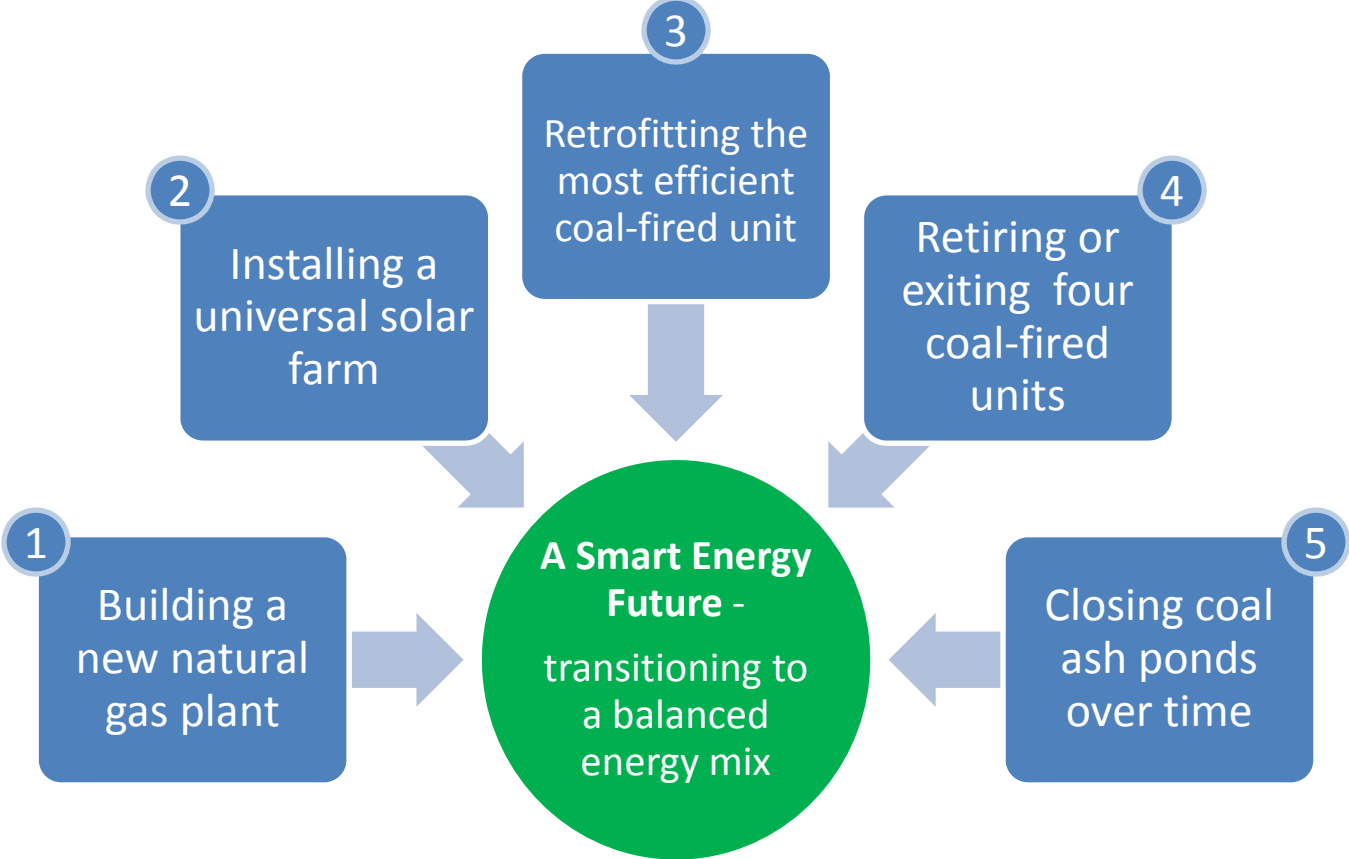 1
Building a
new natural
gas plant
2
Installing a
universal solar
farm
3
Retrofitting the
most efficient
coal-fired unit
4
Retiring or
exiting  four
coal-fired
units
5
Closing coal
ash ponds
over time
A Smart Energy
Future -
transitioning to
a balanced
energy mix